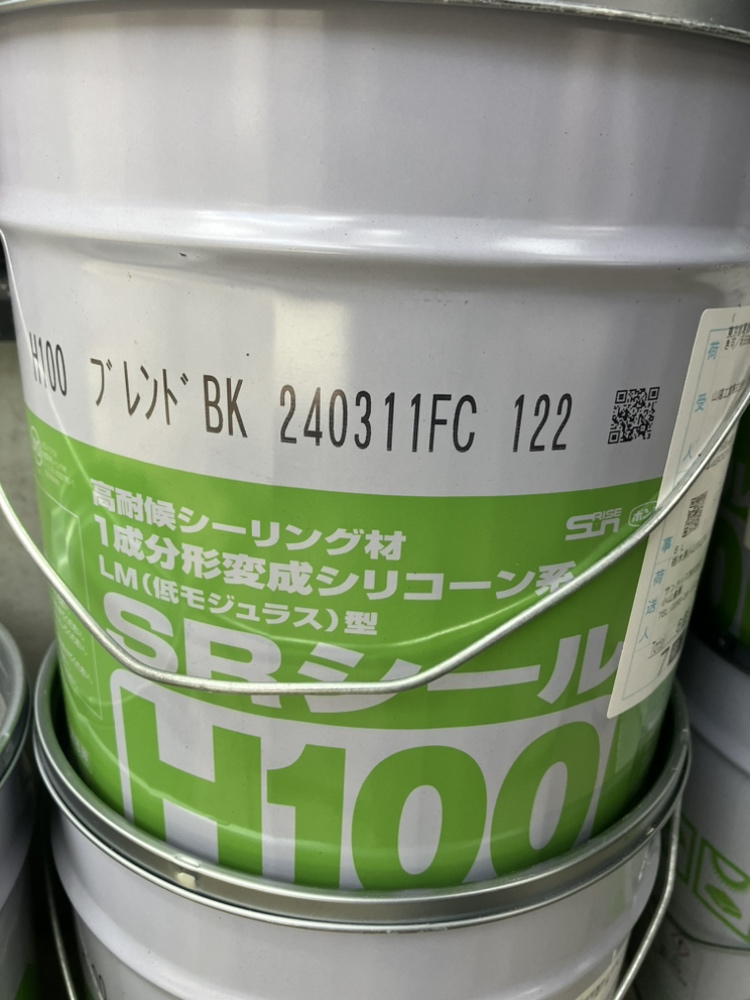 H100 ブレンドBK 240311FC 122
高耐候シーリング材
1成分形変成シリコーン系
LM(低モジュラス)型
SUNRISE
SRシール
H100
荷受人
荷送人